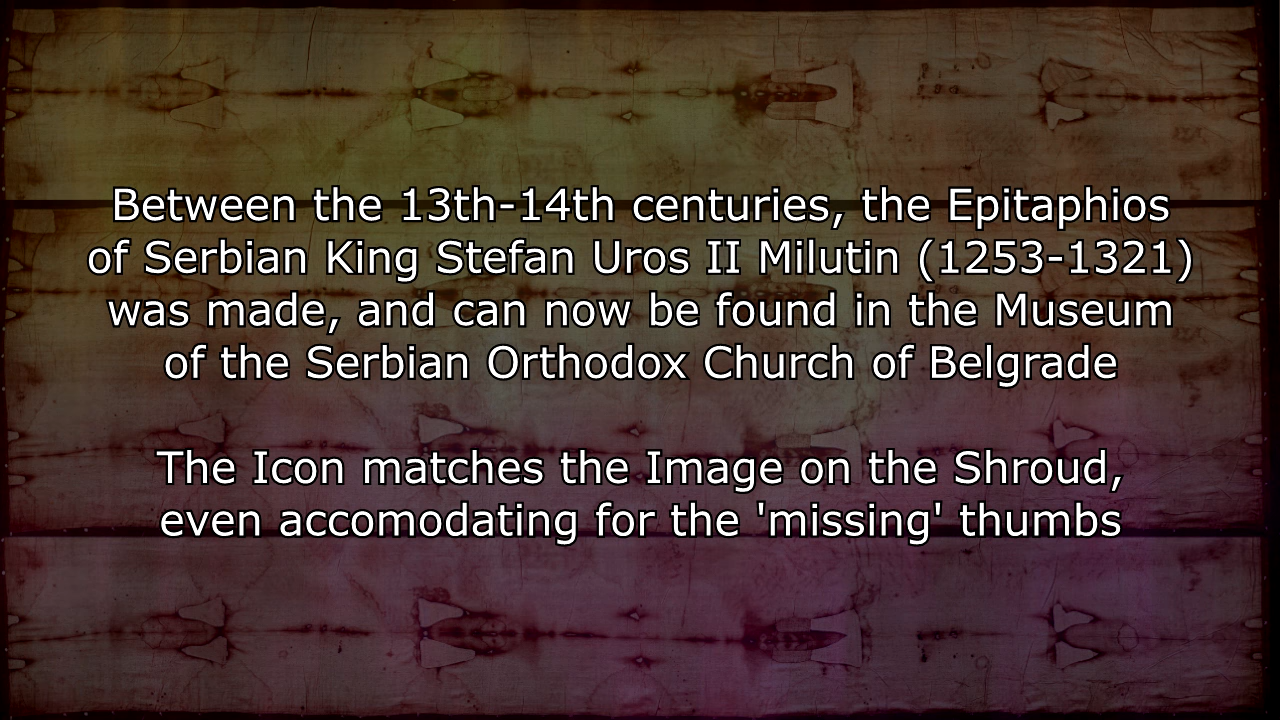 Between the 13th-14th centuries, the Epitaphios
of Serbian King Stefan Uros II Milutin (1253-1321)
was made, and can now be found in the Museum
of the Serbian Orthodox Church of Belgrade
The Icon matches the Image on the Shroud,
even accomodating for the 'missing' thumbs